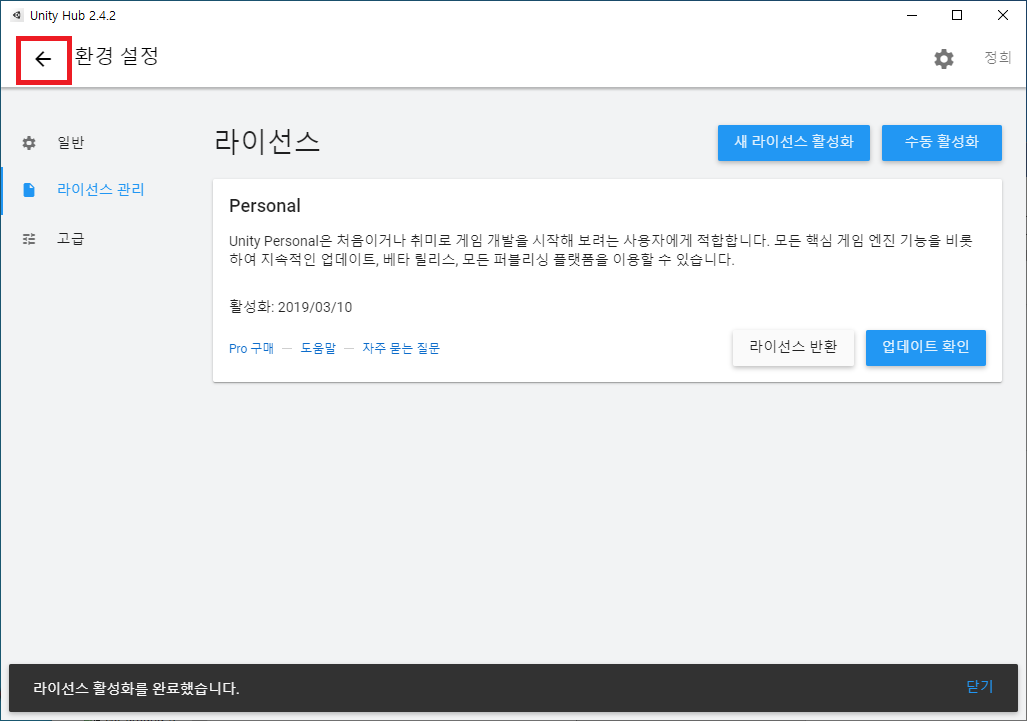 Unity Hub 2.4.2
환경 설정
정희
일반
라이선스 관리
고급
라이선스
새 라이선스 활성화
수동 활성화
Personal
Unity Personal은 처음이거나 취미로 게임 개발을 시작해 보려는 사용자에게 적합합니다. 모든 핵심 게임 엔진 기능을 비롯
하여 지속적인 업데이트, 베타 릴리스, 모든 퍼블리싱 플랫폼을 이용할 수 있습니다.
활성화: 2019/03/10
Pro 구매 — 도움말 — 자주 묻는 질문
라이선스 반환
업데이트 확인
라이선스 활성화를 완료했습니다.
닫기